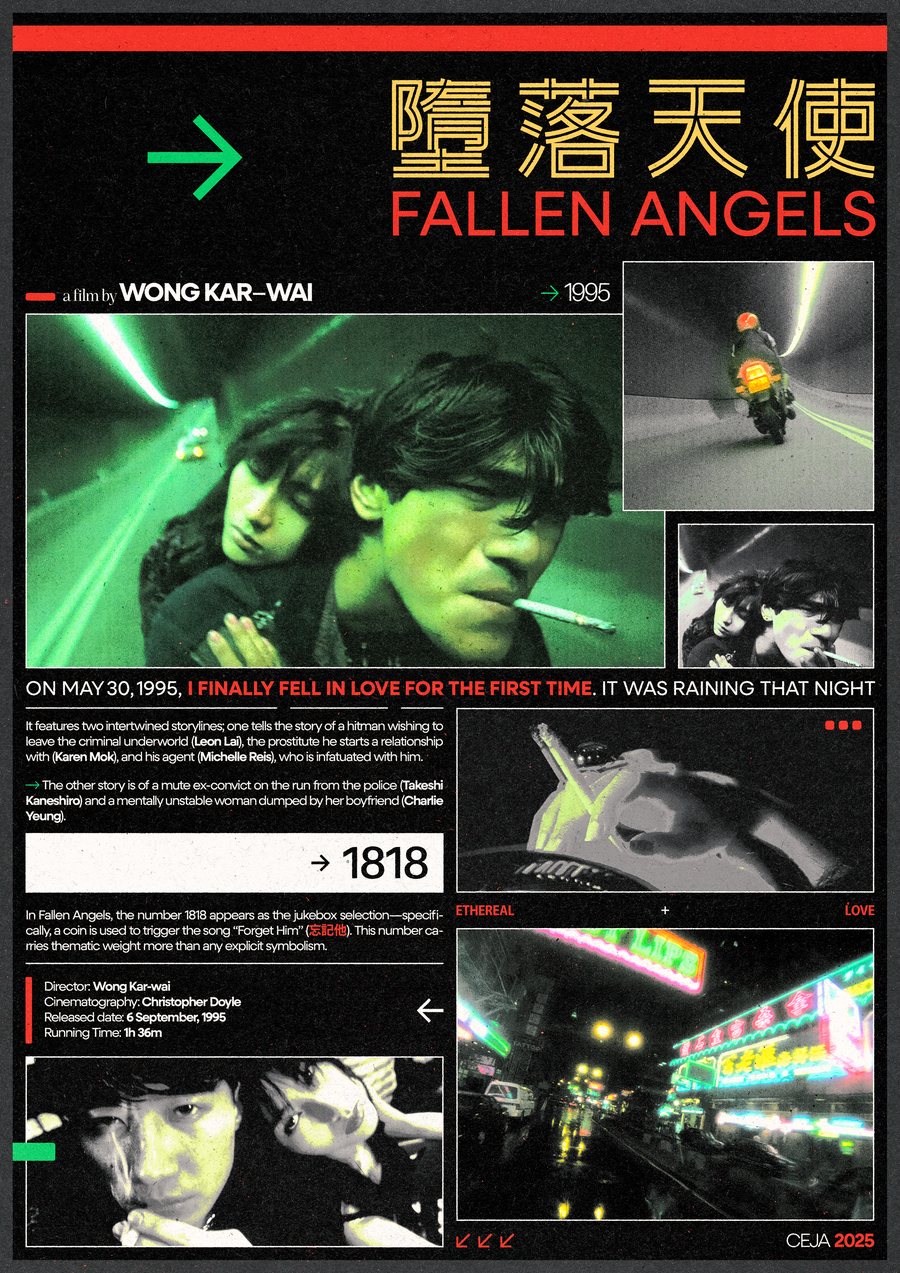 墮落天使
FALLEN ANGELS
a film by WONG KAR–WAI
→ 1995
ON MAY 30, 1995, I FINALLY FELL IN LOVE FOR THE FIRST TIME. IT WAS RAINING THAT NIGHT
It features two intertwined storylines; one tells the story of a hitman wishing to
leave the criminal underworld (Leon Lai), the prostitute he starts a relationship
with (Karen Mok), and his agent (Michelle Reis), who is infatuated with him.
→ The other story is of a mute ex-convict on the run from the police (Takeshi
Kaneshiro) and a mentally unstable woman dumped by her boyfriend (Charlie
Yeung).
→ 1818
In Fallen Angels, the number 1818 appears as the jukebox selection—specifi-
cally, a coin is used to trigger the song “Forget Him” (忘記他). This number ca-
rries thematic weight more than any explicit symbolism.
Director: Wong Kar-wai
Cinematography: Christopher Doyle
Released date: 6 September, 1995
Running Time: 1h 36m
ETHEREAL + LOVE
LIPS
CEJA 2025